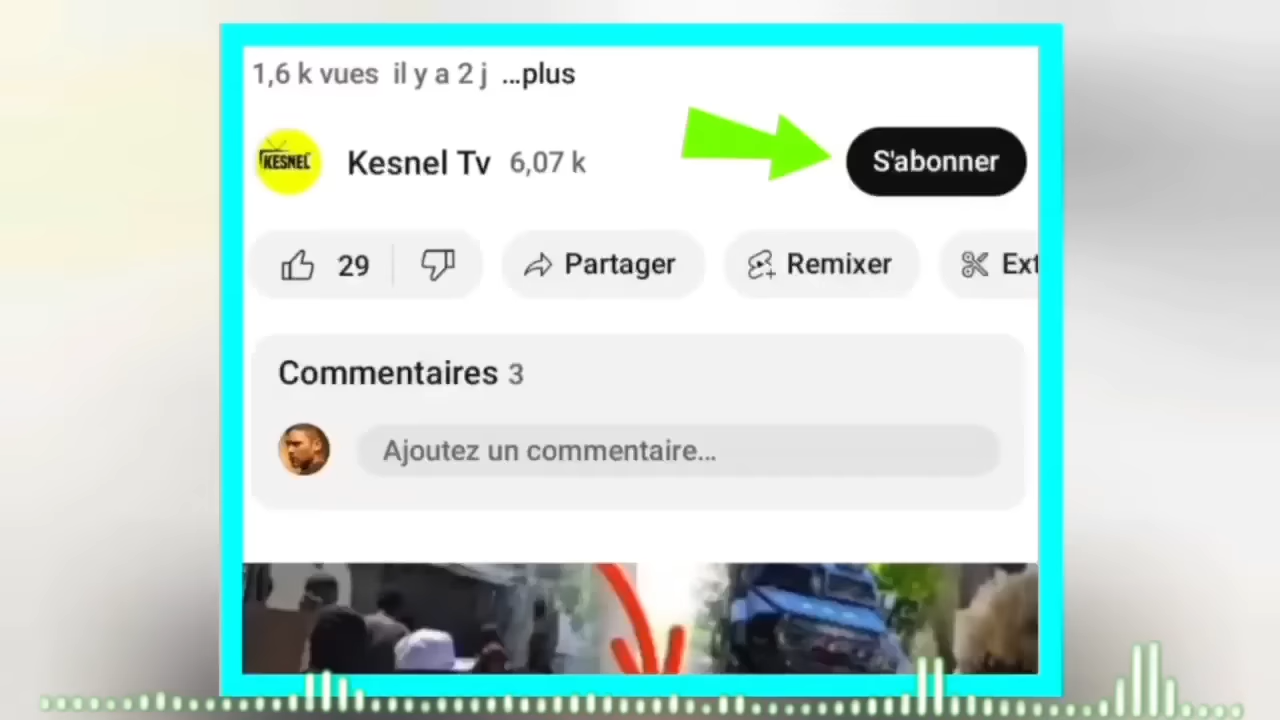 1,6 k vues il y a 2 j ...plus
KESNEL
Kesnel Tv 6,07 k
S'abonner
29
Partager
Remixer
Ext
Commentaires 3
Ajoutez un commentaire...